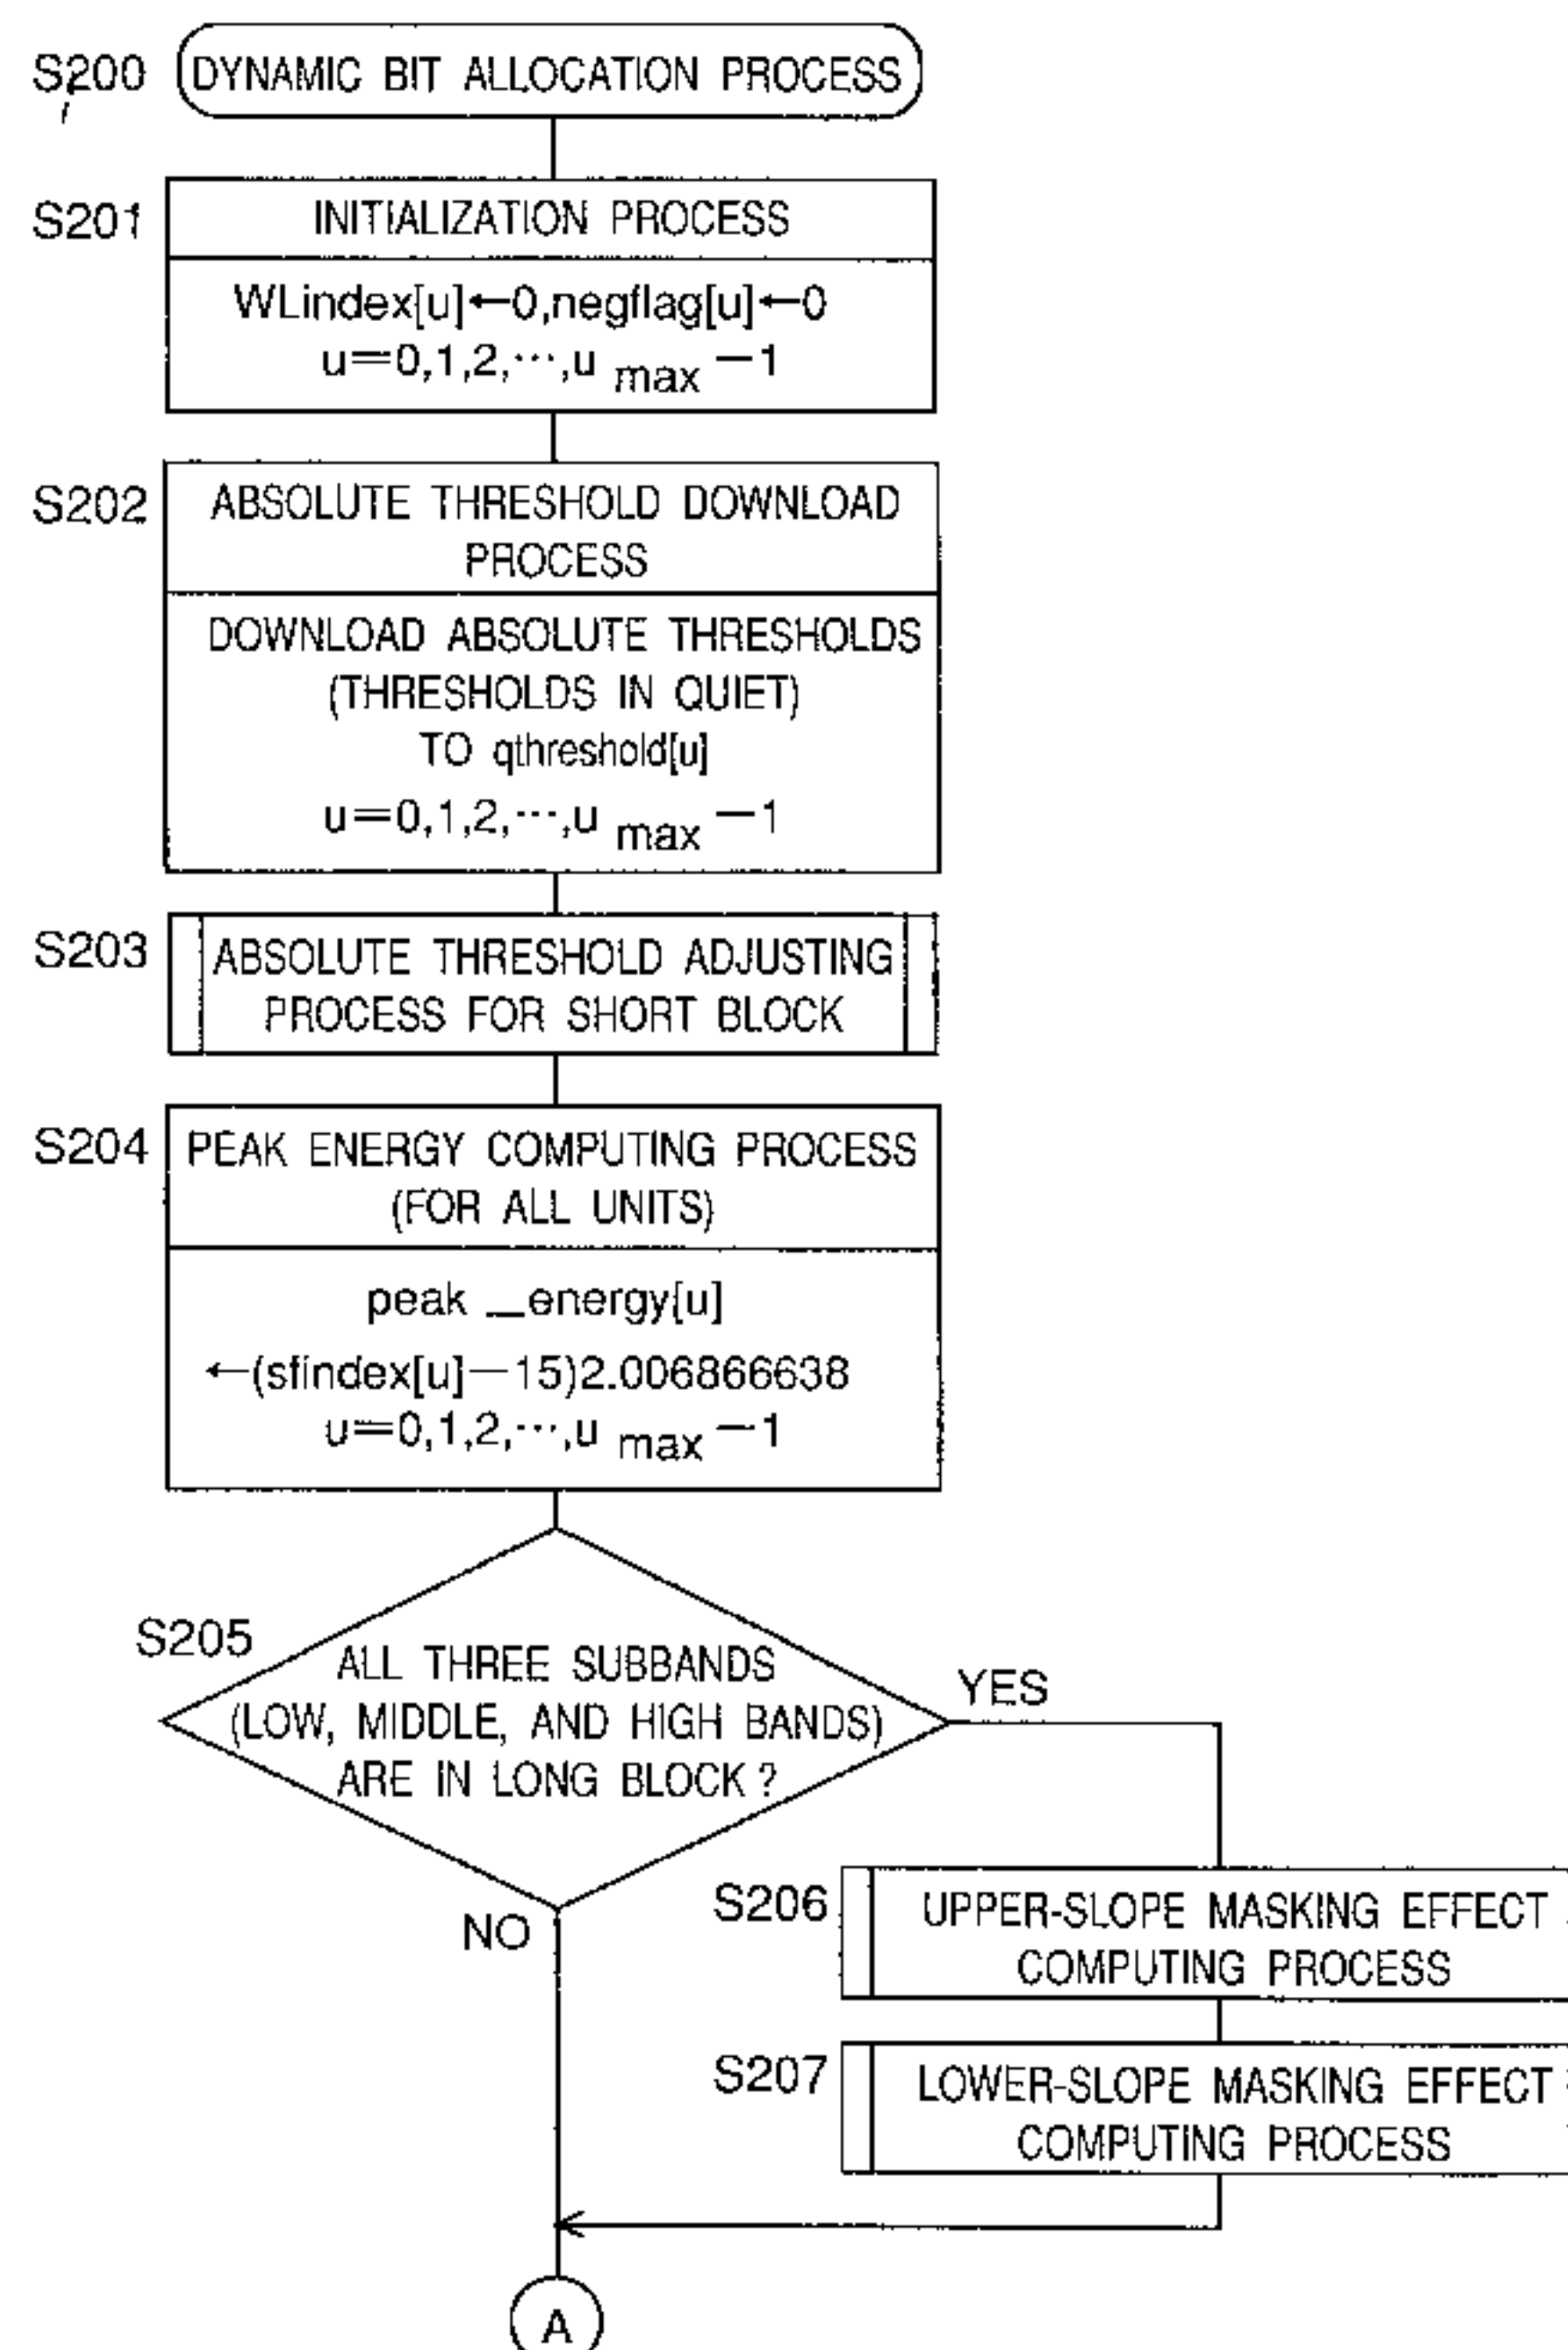 S200 DYNAMIC BIT ALLOCATION PROCESS
S201 INITIALIZATION PROCESS
WLindex[u]←0,negflag[u]←0
u=0,1,2,···,u max −1
S202 ABSOLUTE THRESHOLD DOWNLOAD
PROCESS
DOWNLOAD ABSOLUTE THRESHOLDS
(THRESHOLDS IN QUIET)
TO qthreshold[u]
u=0,1,2,···,u max −1
S203 ABSOLUTE THRESHOLD ADJUSTING
PROCESS FOR SHORT BLOCK
S204 PEAK ENERGY COMPUTING PROCESS
(FOR ALL UNITS)
peak _energy[u]
←(sfindex[u]−15)2.006866638
u=0,1,2,···,u max −1
S205
ALL THREE SUBBANDS
(LOW, MIDDLE, AND HIGH BANDS)
ARE IN LONG BLOCK?
YES
NO
S206 UPPER-SLOPE MASKING EFFECT
COMPUTING PROCESS
S207 LOWER-SLOPE MASKING EFFECT
COMPUTING PROCESS
A